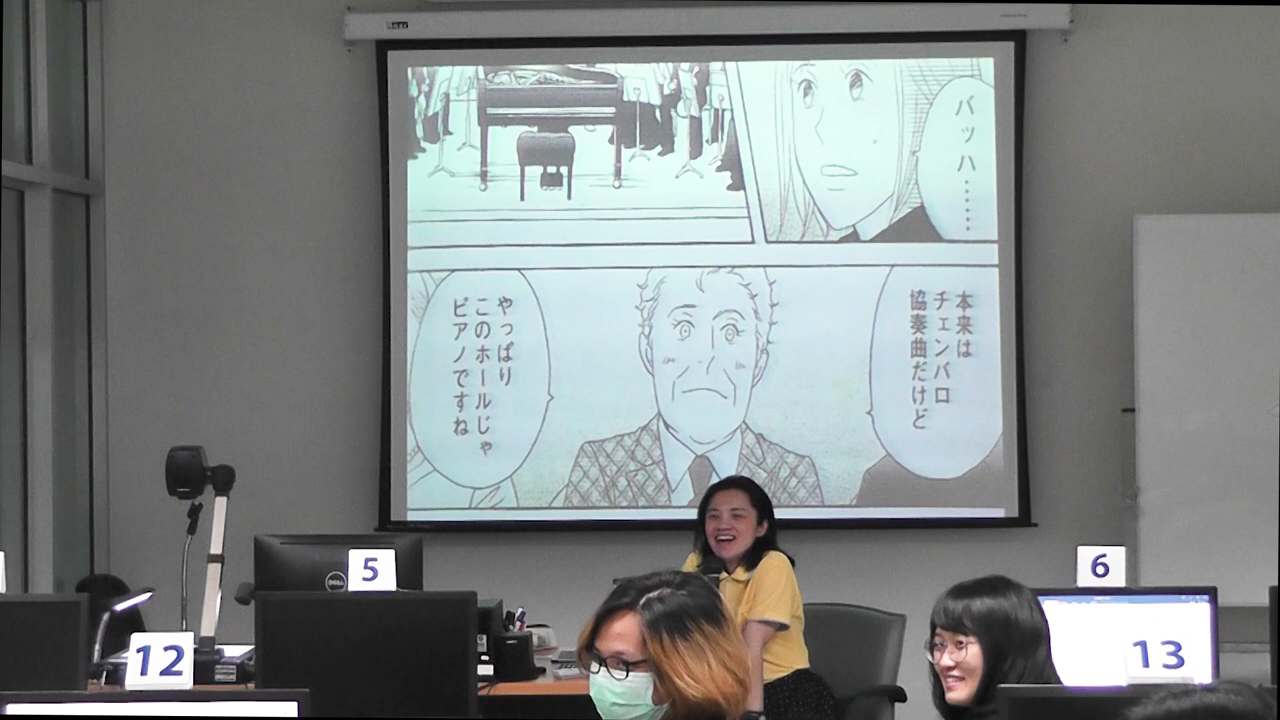 バッハ……
本来は
チェンバロ
協奏曲だけど
やっぱり
このホールじゃ
ピアノですね
DELL
5
6
12
13